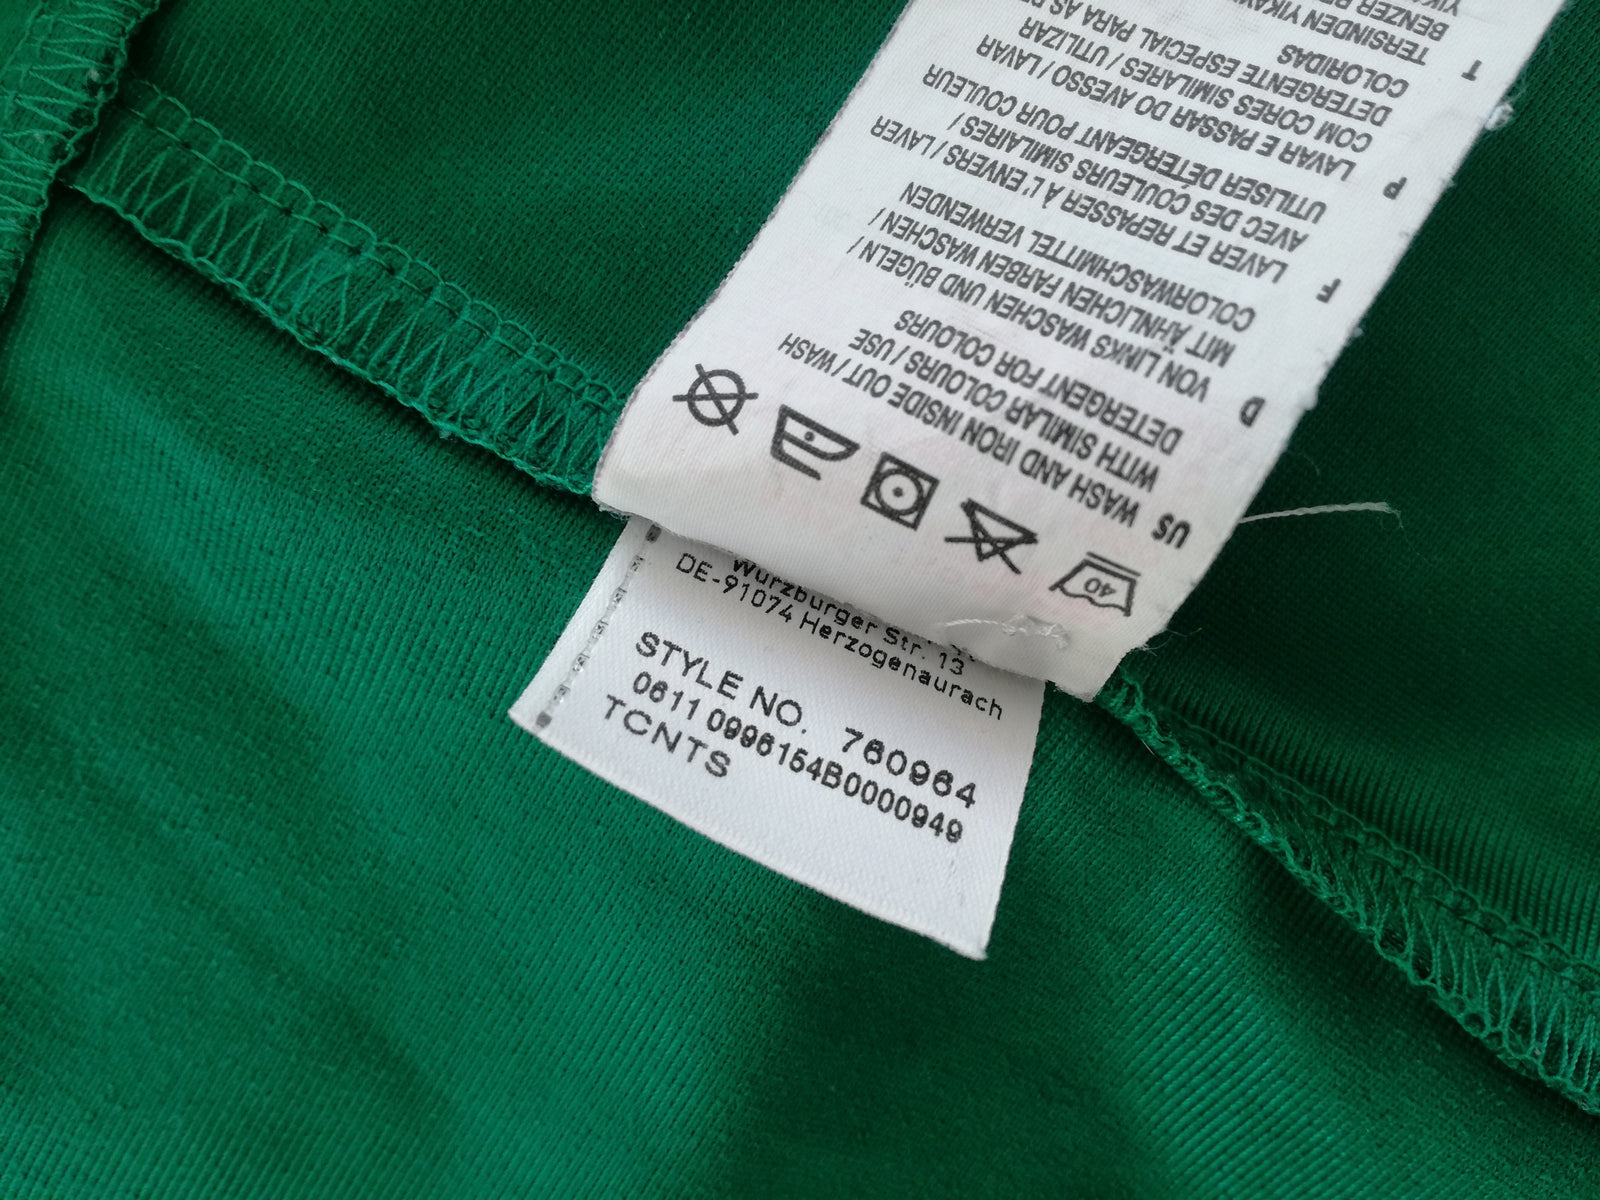 40
US WASH AND IRON INSIDE OUT / WASH
WITH SIMILAR COLOURS / USE
DETERGENT FOR COLOURS
D VON LINKS WASCHEN UND BÜGELN /
MIT ÄHNLICHEN FARBEN WASCHEN /
COLORWASCHMITTEL VERWENDEN
F LAVER ET REPASSER À L'ENVERS / LAVER
AVEC DES COULEURS SIMILAIRES /
UTILISER DÉTERGEANT POUR COULEUR
P LAVAR E PASSAR DO AVESSO / LAVAR
COM CORES SIMILARES / UTILIZAR
DETERGENTE ESPECIAL PARA AS
COLORIDAS
T TERSINDEN
BENZER
Würzburger Str. 13
DE-91074 Herzogenaurach
STYLE NO. 760964
0611 0996154B0000949
TCNTS